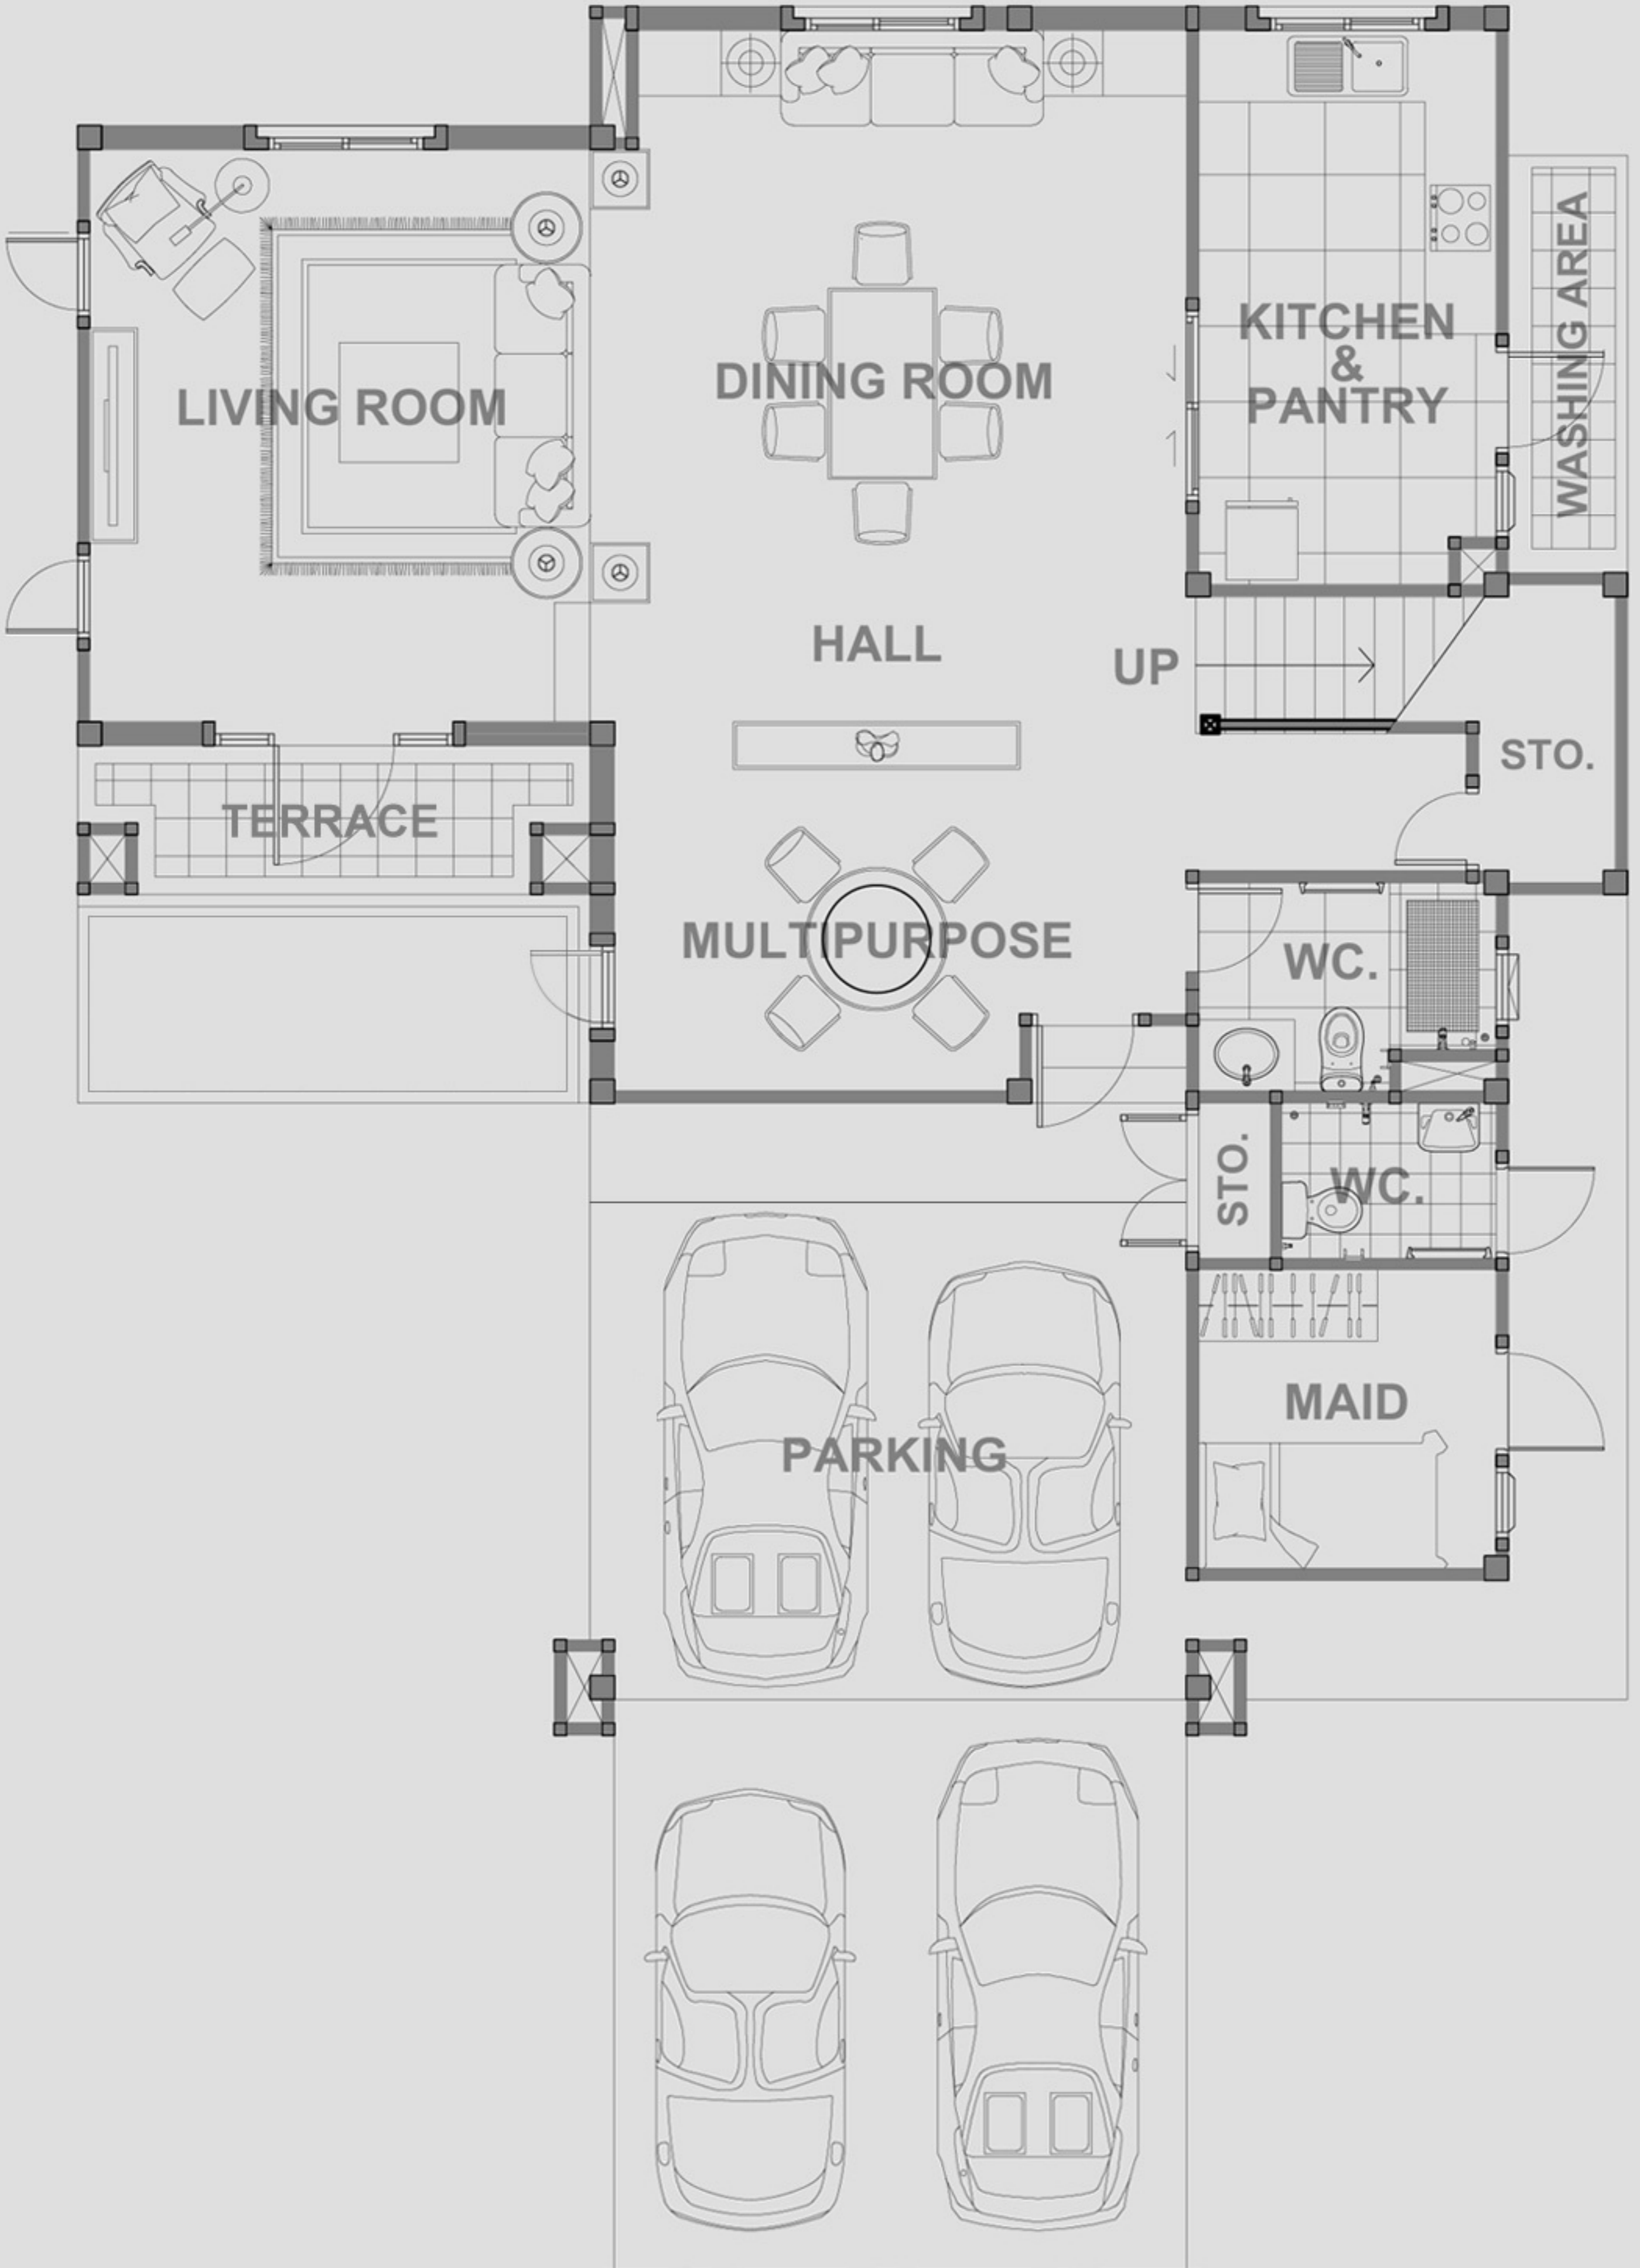 KITCHEN
&
PANTRY
WASHING AREA
LIVING ROOM
DINING ROOM
HALL
UP
STO.
TERRACE
MULTIPURPOSE
WC.
STO.
WC.
MAID
PARKING